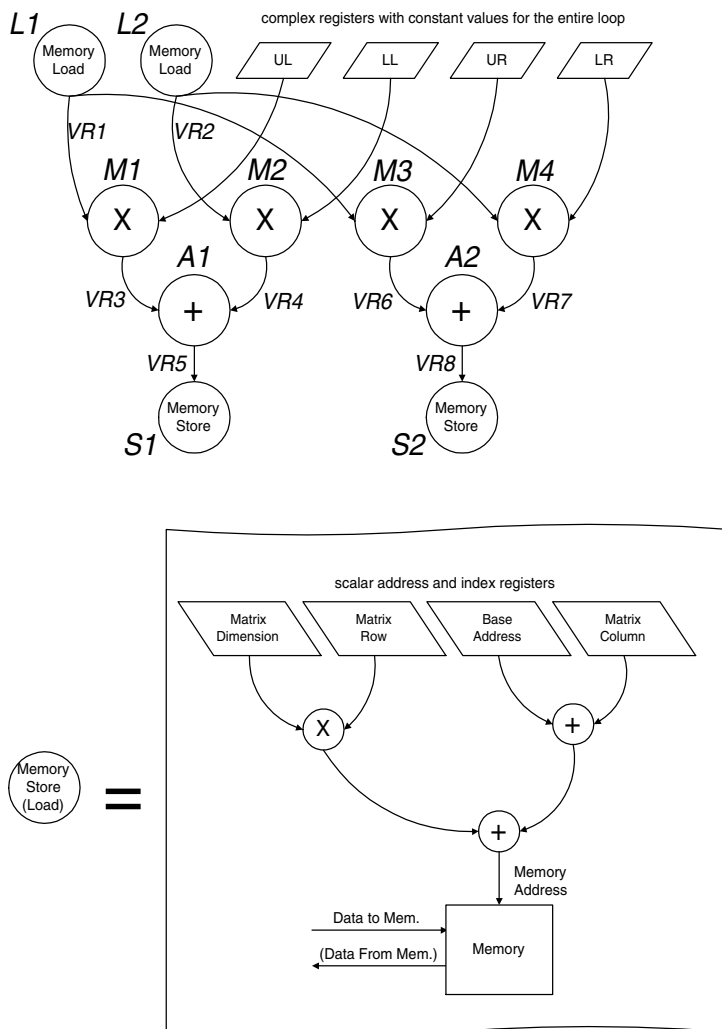 L1
L2
complex registers with constant values for the entire loop
Memory
Load
Memory
Load
UL
LL
UR
LR
VR1
VR2
M1
M2
M3
M4
X
X
X
X
A1
A2
VR3
VR4
VR6
VR7
+
+
VR5
VR8
Memory
Store
Memory
Store
S1
S2
scalar address and index registers
Matrix
Dimension
Matrix
Row
Base
Address
Matrix
Column
X
+
Memory
Store
(Load)
=
+
Memory
Address
Data to Mem.
(Data From Mem.)
Memory